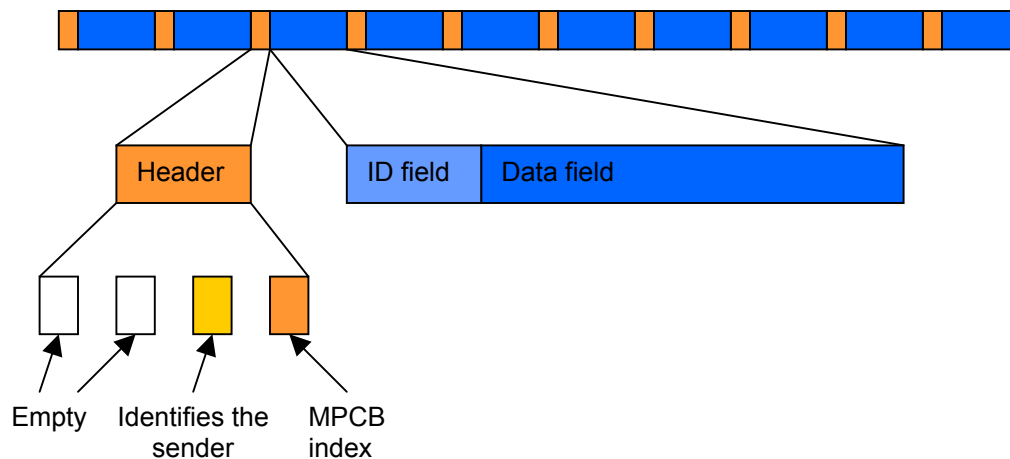 Header
ID field
Data field
Empty
Identifies the
sender
MPCB
index